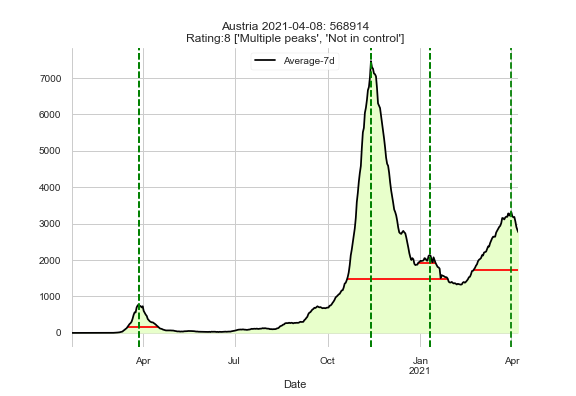 Austria 2021-04-08: 568914
Rating:8 ['Multiple peaks', 'Not in control']
Average-7d
7000
6000
5000
4000
3000
2000
1000
0
Apr
Jul
Oct
Jan
2021
Apr
Date